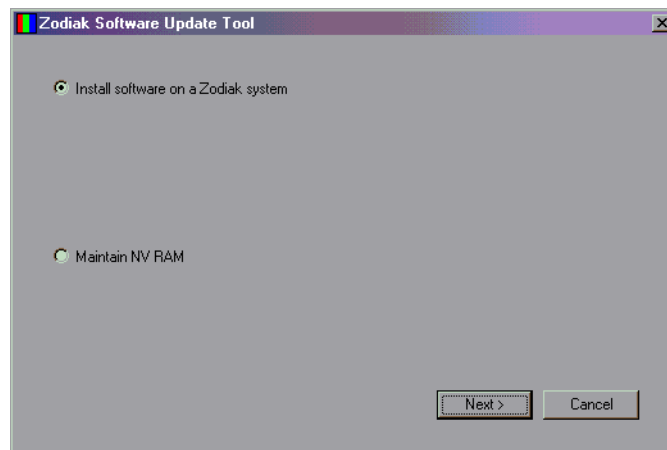 Zodiak Software Update Tool
Install software on a Zodiak system
Maintain NV RAM
Next > Cancel